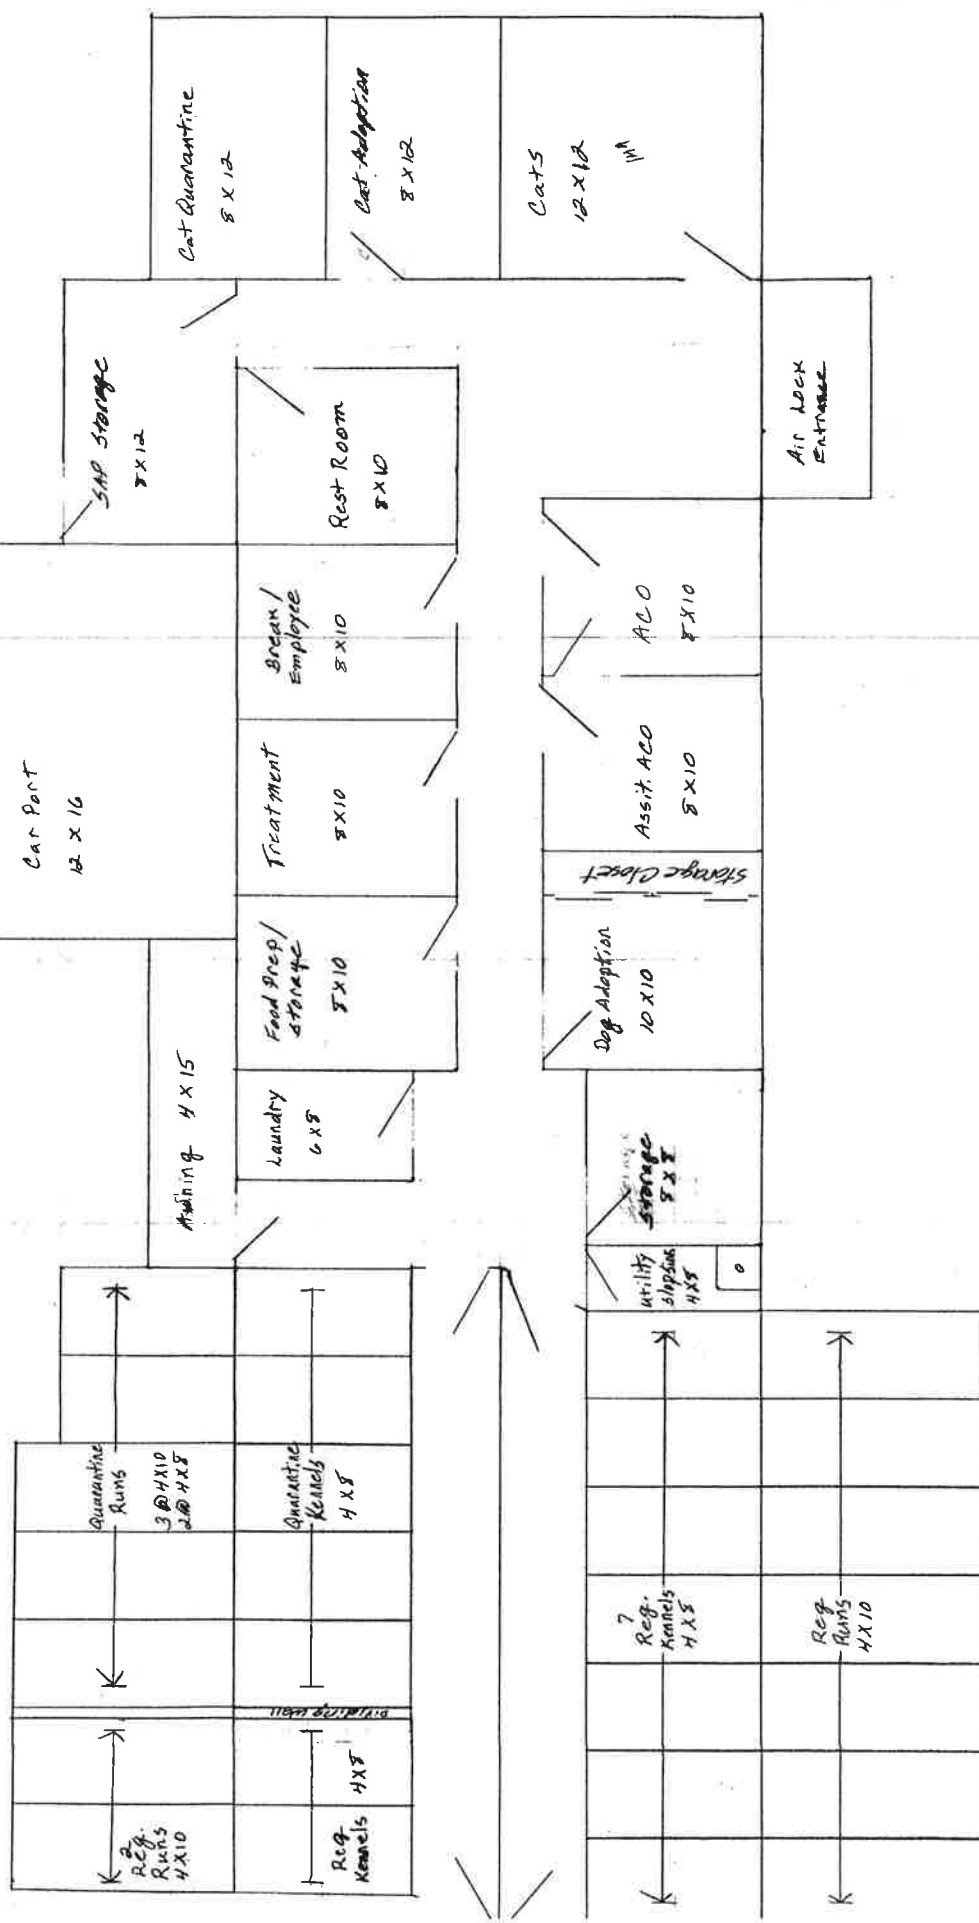 Cat Quarantine
8 X 12
Cat Adoption
8 X 12
Cats
12 X 12
SAP Storage
8 X 12
Rest Room
8 X 10
Air Lock
Entrance
Break /
Employee
8 X 10
ACO
8 X 10
Car Port
12 X 16
Treatment
8 X 10
Assit. ACO
8 X 10
Storage Closet
Food Prep /
Storage
8 X 10
Dog Adoption
10 X 10
4 X 15
Laundry
6 X 8
Storage
8 X 8
Utility
4 X 8
Quarantine
Runs
3 @ 4 X 10
2 @ 4 X 8
Quarantine
Kennels
4 X 8
7
Reg.
Kennels
4 X 8
Reg
Runs
4 X 10
Dividing Wall
2
Reg.
Runs
4 X 10
Reg
Kennels
4 X 8